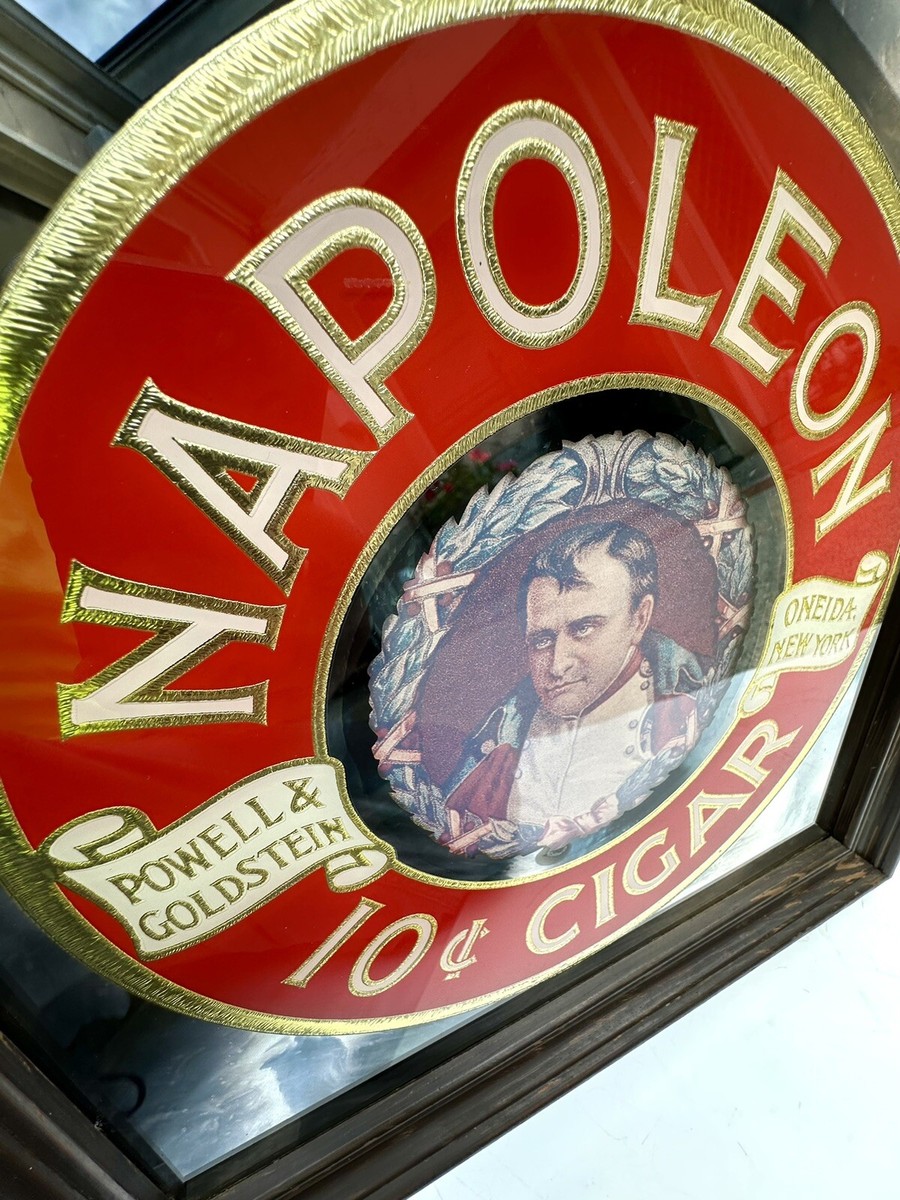 NAPOLEON
POWELL &
GOLDSTEIN
ONEIDA,
NEW YORK
10¢ CIGAR